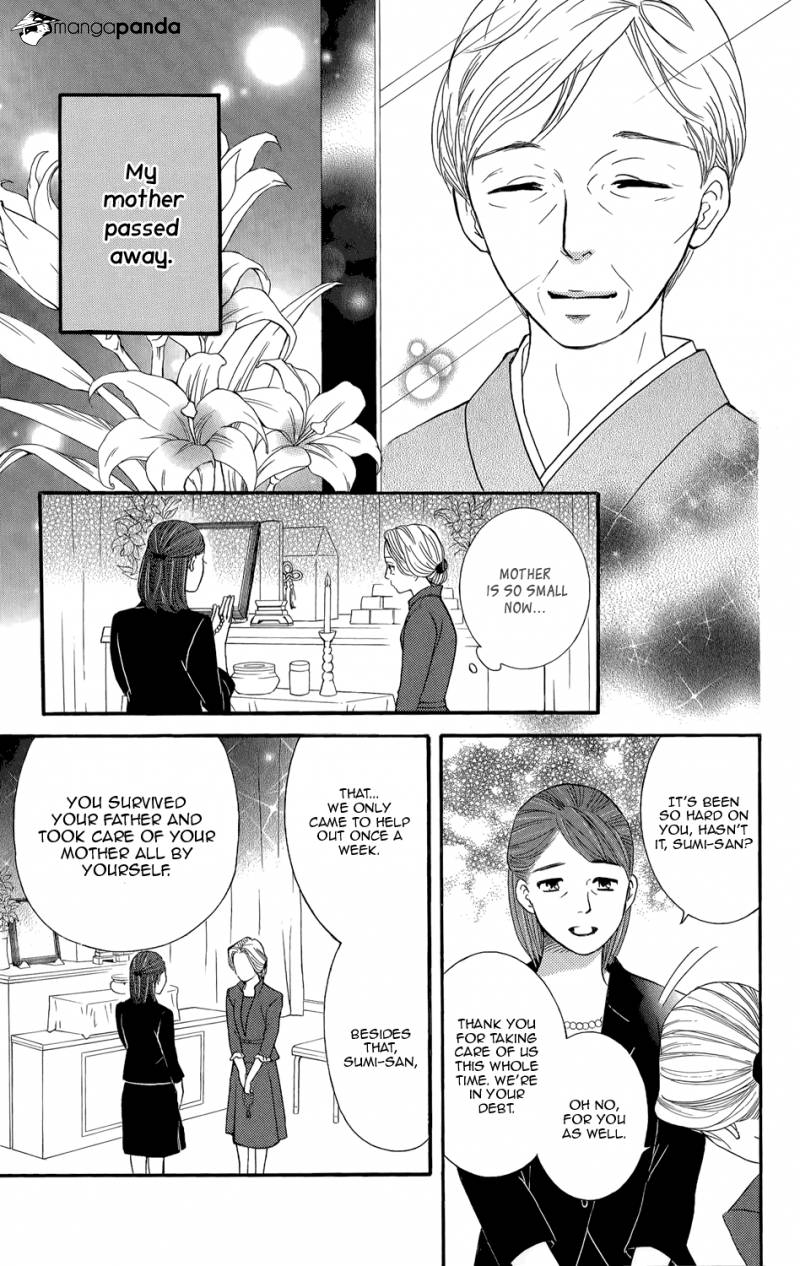 mangapanda
My
mother
passed
away.
MOTHER
IS SO SMALL
NOW...
IT'S BEEN
SO HARD ON
YOU, HASN'T
IT, SUMI-SAN?
THANK YOU
FOR TAKING
CARE OF US
THIS WHOLE
TIME. WE'RE
IN YOUR
DEBT.
OH NO,
FOR YOU
AS WELL.
THAT...
WE ONLY
CAME TO HELP
OUT ONCE A
WEEK.
BESIDES
THAT,
SUMI-SAN,
YOU SURVIVED
YOUR FATHER AND
TOOK CARE OF YOUR
MOTHER ALL BY
YOURSELF.